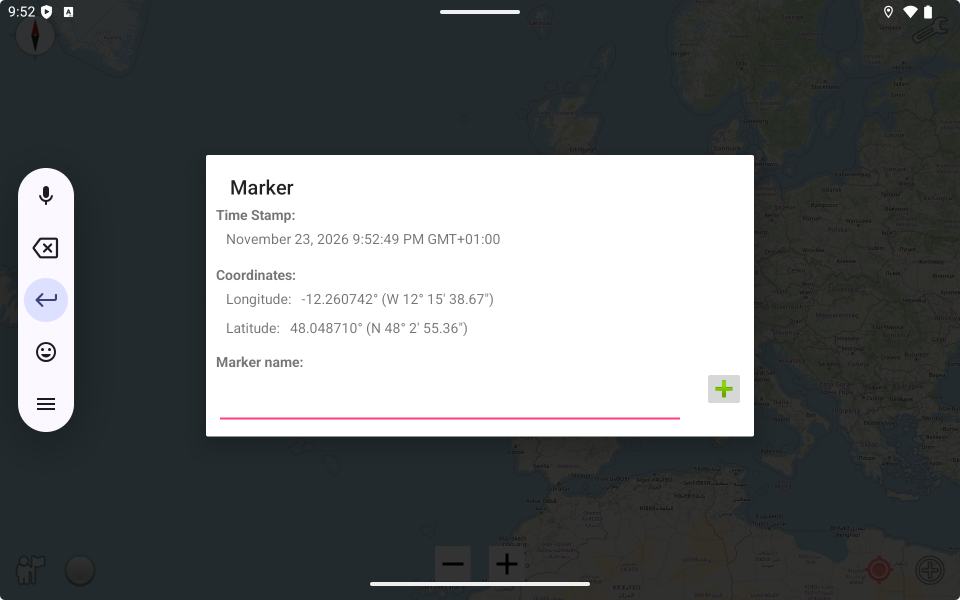 9:52
Marker
Time Stamp:
November 23, 2026 9:52:49 PM GMT+01:00
Coordinates:
Longitude: -12.260742° (W 12° 15' 38.67")
Latitude: 48.048710° (N 48° 2' 55.36")
Marker name: